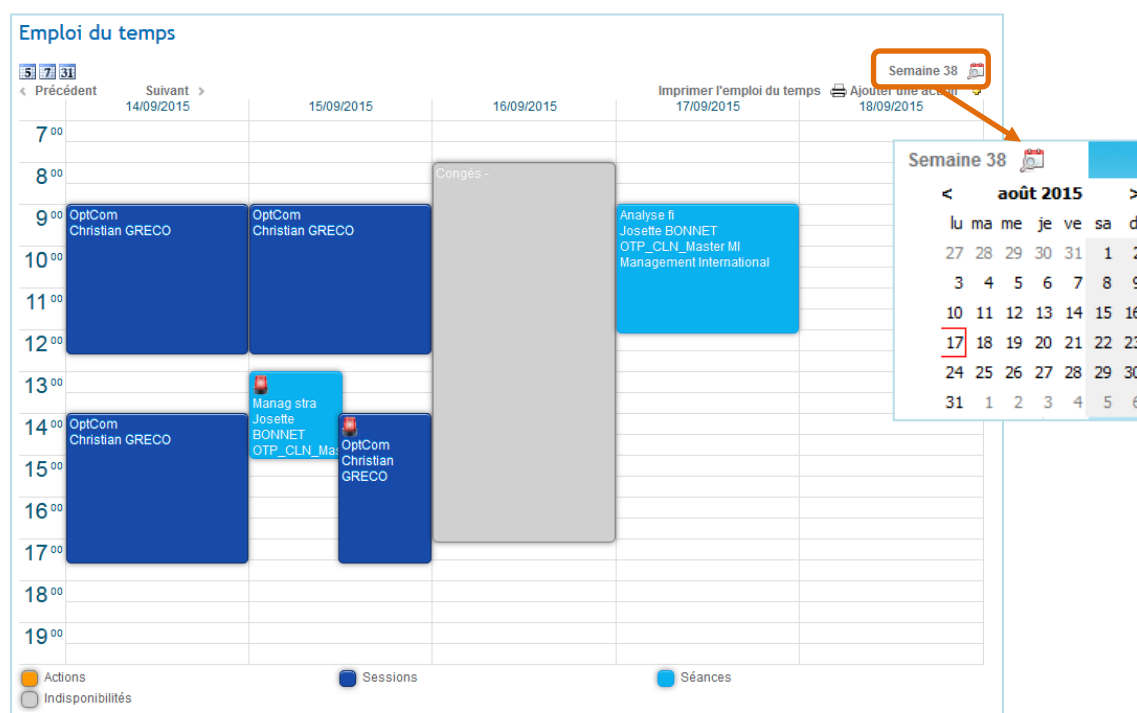 Emploi du temps
5 7 31
Semaine 38
< Précédent Suivant >
Imprimer l'emploi du temps Ajouter une action
14/09/2015 15/09/2015 16/09/2015 17/09/2015 18/09/2015
7 00
8 00
9 00
10 00
11 00
12 00
13 00
14 00
15 00
16 00
17 00
18 00
19 00
OptCom
Christian GRECO
OptCom
Christian GRECO
OptCom
Christian GRECO
Manag stra
Josette
BONNET
OTP_CLN_Mas
OptCom
Christian
GRECO
Congés -
Analyse fi
Josette BONNET
OTP_CLN_Master MI
Management International
Semaine 38
< août 2015 >
lu ma me je ve sa d
27 28 29 30 31 1 2
3 4 5 6 7 8 9
10 11 12 13 14 15 16
17 18 19 20 21 22 23
24 25 26 27 28 29 30
31 1 2 3 4 5 6
Actions Sessions Séances
Indisponibilités